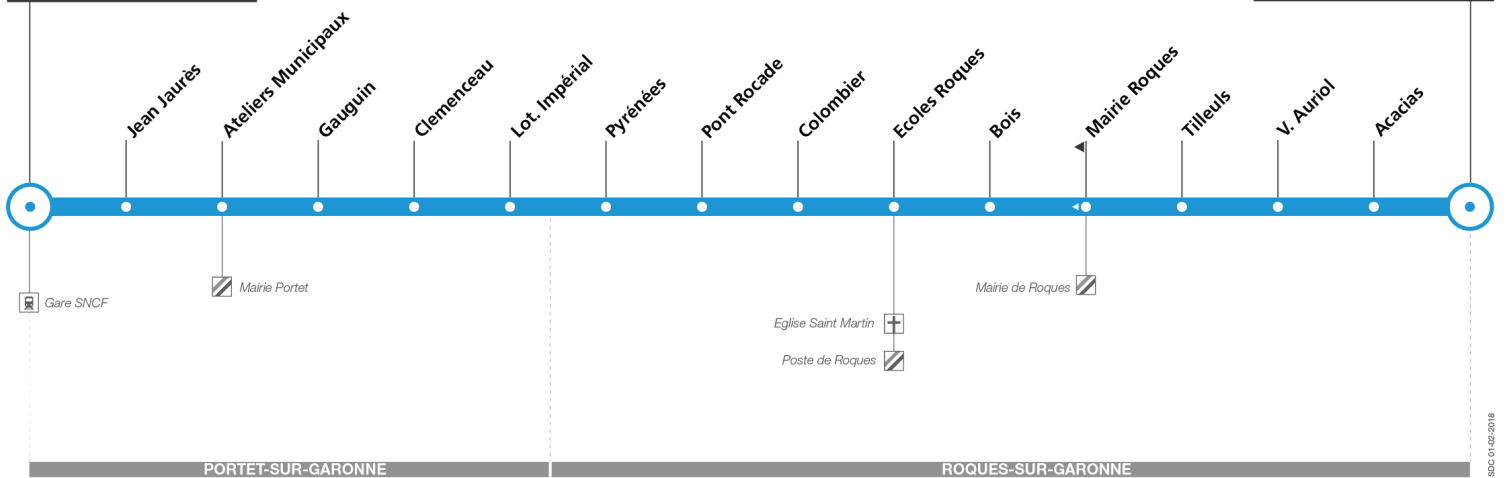 Jean Jaurès
Ateliers Municipaux
Gauguin
Clemenceau
Lot. Impérial
Pyrénées
Pont Rocade
Colombier
Ecoles Roques
Bois
Mairie Roques
Tilleuls
V. Auriol
Acacias
Gare SNCF
Mairie Portet
Eglise Saint Martin
Poste de Roques
Mairie de Roques
PORTET-SUR-GARONNE
ROQUES-SUR-GARONNE
SDC 01-02-2018